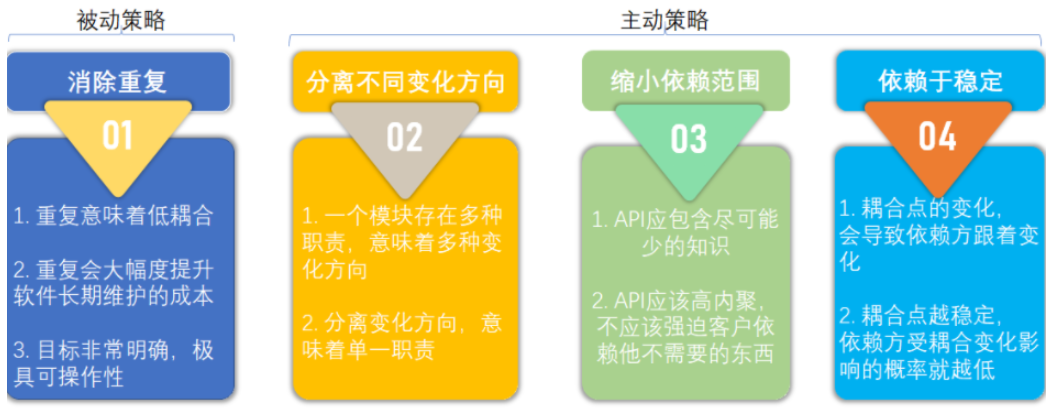 被动策略
主动策略
消除重复
01
1. 重复意味着低耦合
2. 重复会大幅度提升
软件长期维护的成本
3. 目标非常明确，极
具可操作性
分离不同变化方向
02
1. 一个模块存在多种
职责，意味着多种变
化方向
2. 分离变化方向，意
味着单一职责
缩小依赖范围
03
1. API应包含尽可能
少的知识
2. API应该高内聚，
不应该强迫客户依
赖他不需要的东西
依赖于稳定
04
1. 耦合点的变化，
会导致依赖方跟着变
化
2. 耦合点越稳定，
依赖方受耦合变化影
响的概率就越低